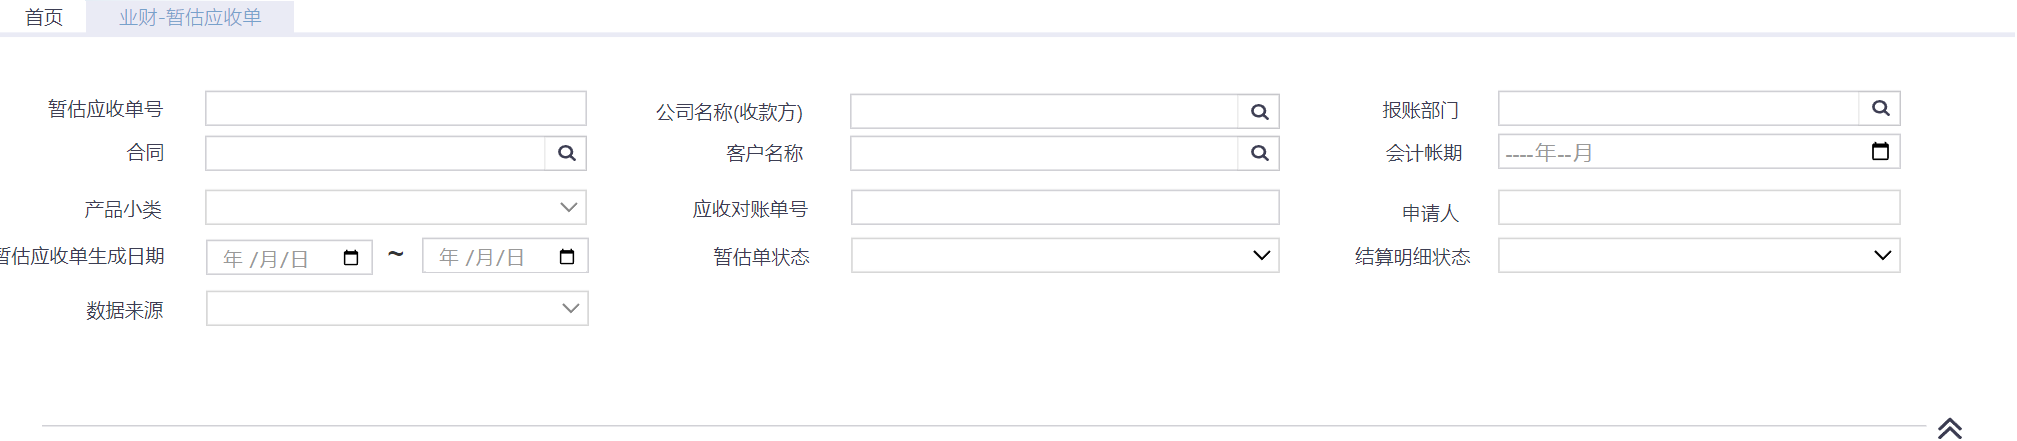 首页 业财-暂估应收单
暂估应收单号 公司名称(收款方) 报账部门
合同 客户名称 会计帐期 ----年--月
产品小类 应收对账单号 申请人
暂估应收单生成日期 年 /月/日 ~ 年 /月/日 暂估单状态 结算明细状态
数据来源